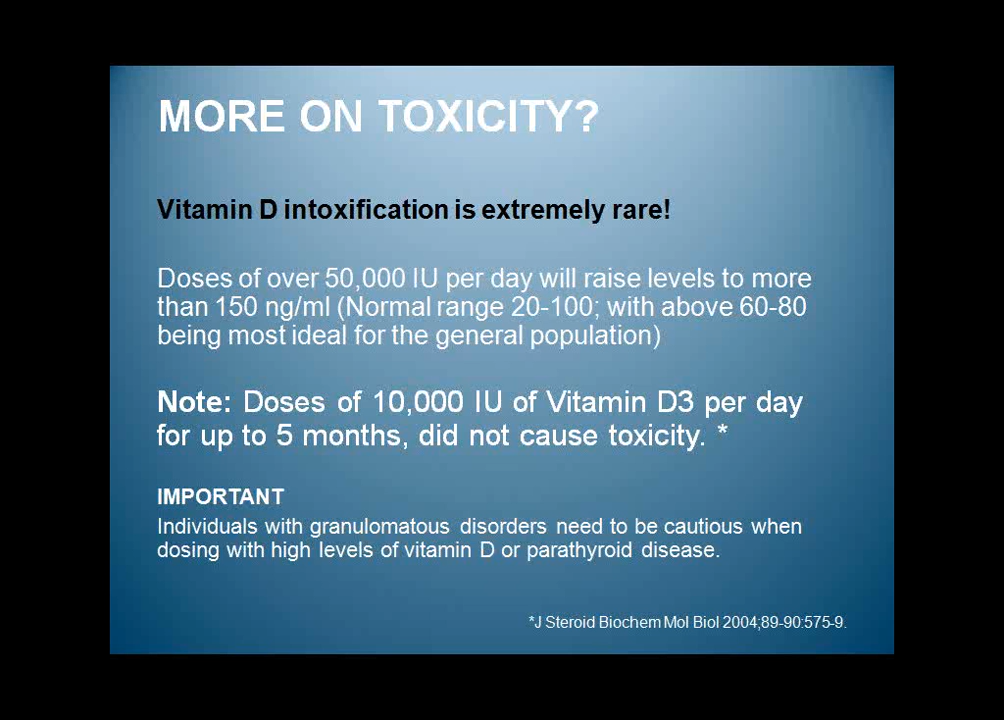 MORE ON TOXICITY?
Vitamin D intoxification is extremely rare!
Doses of over 50,000 IU per day will raise levels to more
than 150 ng/ml (Normal range 20-100; with above 60-80
being most ideal for the general population)
Note: Doses of 10,000 IU of Vitamin D3 per day
for up to 5 months, did not cause toxicity. *
IMPORTANT
Individuals with granulomatous disorders need to be cautious when
dosing with high levels of vitamin D or parathyroid disease.
*J Steroid Biochem Mol Biol 2004;89-90:575-9.